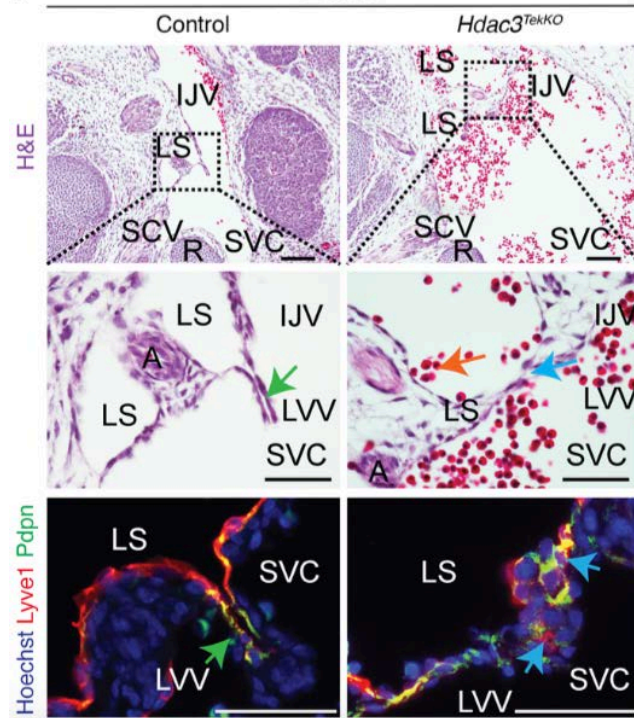 Control Hdac3TekKO
H&E
LS IJV
LS IJV
LS
LS
SCV R SVC
SCV R SVC
LS IJV
A
LS LVV
SVC
IJV
LS LVV
A SVC
Hoechst Lyve1 Pdpn
LS
SVC
LVV
LS
SVC
LVV